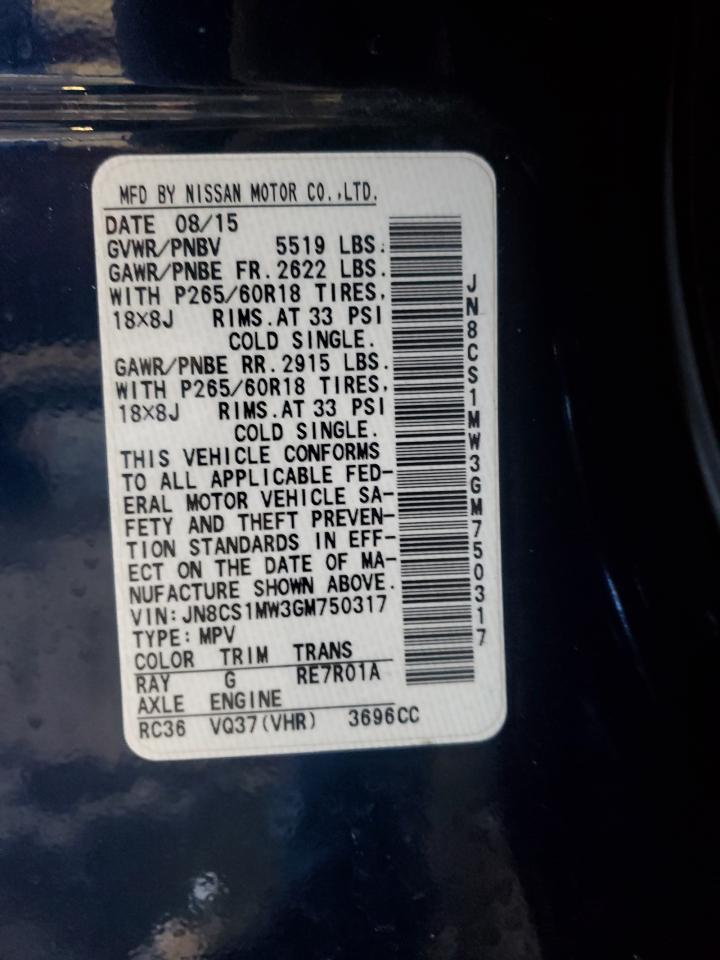 MFD BY NISSAN MOTOR CO.,LTD.
DATE 08/15
GVWR/PNBV 5519 LBS.
GAWR/PNBE FR.2622 LBS.
WITH P265/60R18 TIRES,
18×8J RIMS.AT 33 PSI
COLD SINGLE.
GAWR/PNBE RR.2915 LBS.
WITH P265/60R18 TIRES,
18×8J RIMS.AT 33 PSI
COLD SINGLE.
THIS VEHICLE CONFORMS
TO ALL APPLICABLE FED-
ERAL MOTOR VEHICLE SA-
FETY AND THEFT PREVEN-
TION STANDARDS IN EFF-
ECT ON THE DATE OF MA-
NUFACTURE SHOWN ABOVE.
VIN:JN8CS1MW3GM750317
TYPE:MPV
COLOR TRIM TRANS
RAY G RE7R01A
AXLE ENGINE
RC36 VQ37(VHR) 3696CC
JN8CS1MW3GM750317